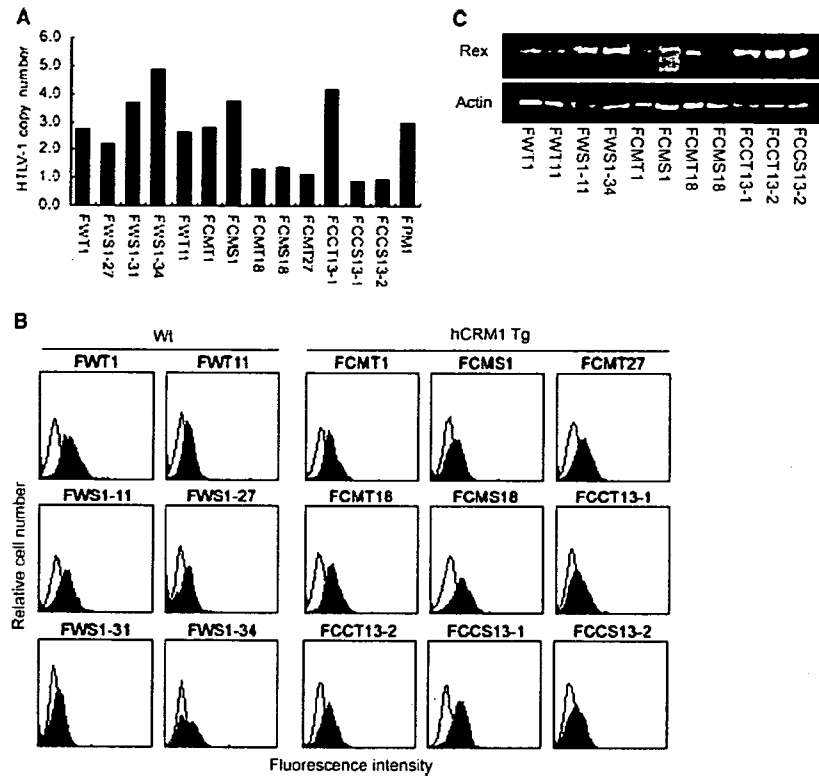 A
HTLV-1 copy number
6.0
5.0
4.0
3.0
2.0
1.0
0.0
FWT1
FWS1-27
FWS1-31
FWS1-34
FWT11
FCMT1
FCMS1
FCMT18
FCMS18
FCMT27
FCCT13-1
FCCS13-1
FCCS13-2
FPM1
C
Rex
Actin
FWT1
FWT11
FWS1-11
FWS1-34
FCMT1
FCMS1
FCMT18
FCMS18
FCCT13-1
FCCT13-2
FCCS13-2
B
Wt
hCRM1 Tg
FWT1
FWT11
FCMT1
FCMS1
FCMT27
FWS1-11
FWS1-27
FCMT18
FCMS18
FCCT13-1
FWS1-31
FWS1-34
FCCT13-2
FCCS13-1
FCCS13-2
Relative cell number
Fluorescence intensity